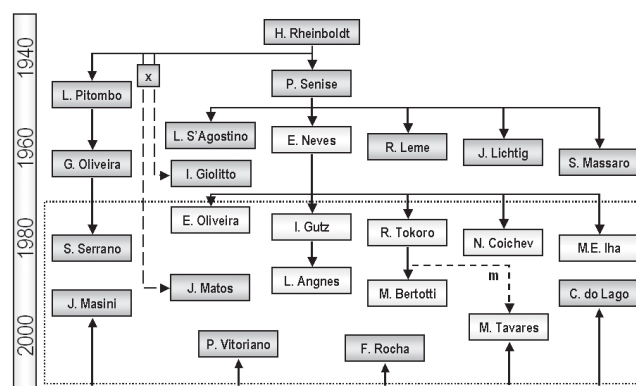 H. Rheinboldt
1940
x
L. Pitombo
P. Senise
L. S'Agostino
E. Neves
R. Leme
J. Lichtig
S. Massaro
1960
G. Oliveira
I. Giolitto
E. Oliveira
I. Gutz
R. Tokoro
N. Coichev
M.E. Iha
1980
S. Serrano
L. Angnes
m
J. Matos
M. Bertotti
C. do Lago
J. Masini
M. Tavares
2000
P. Vitoriano
F. Rocha